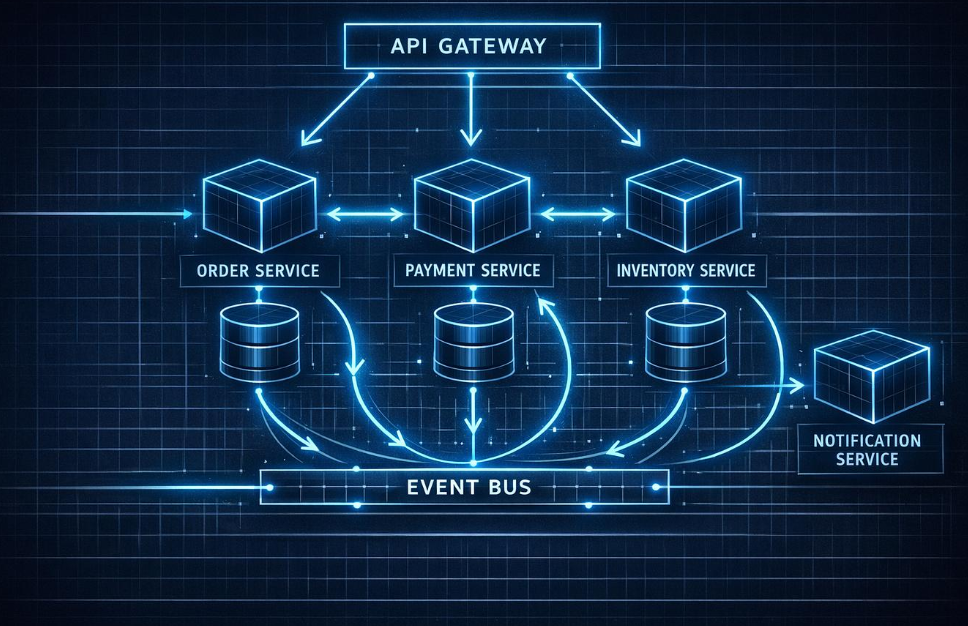 API GATEWAY
ORDER SERVICE
PAYMENT SERVICE
INVENTORY SERVICE
NOTIFICATION
SERVICE
EVENT BUS